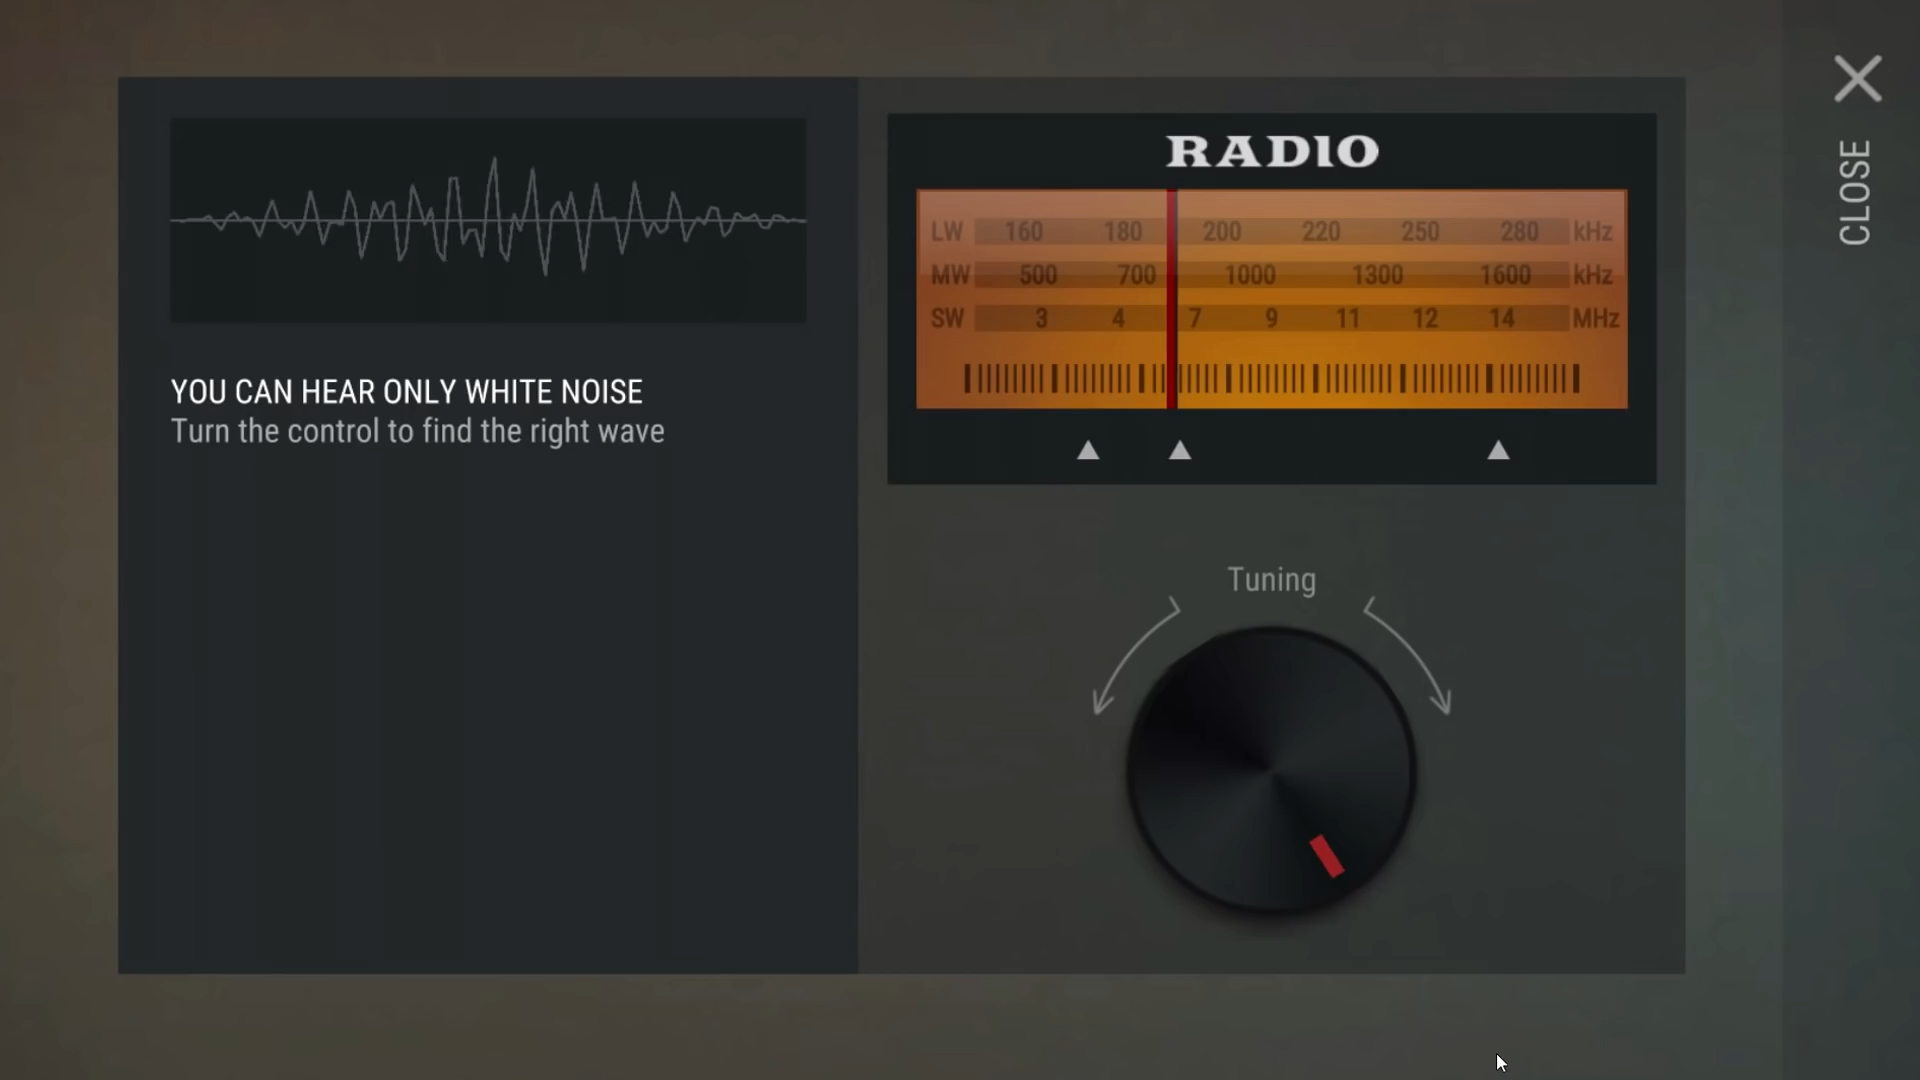 RADIO
LW 160 180 200 220 250 280 kHz
MW 500 700 1000 1300 1600 kHz
SW 3 4 7 9 11 12 14 MHz
YOU CAN HEAR ONLY WHITE NOISE
Turn the control to find the right wave
Tuning
CLOSE